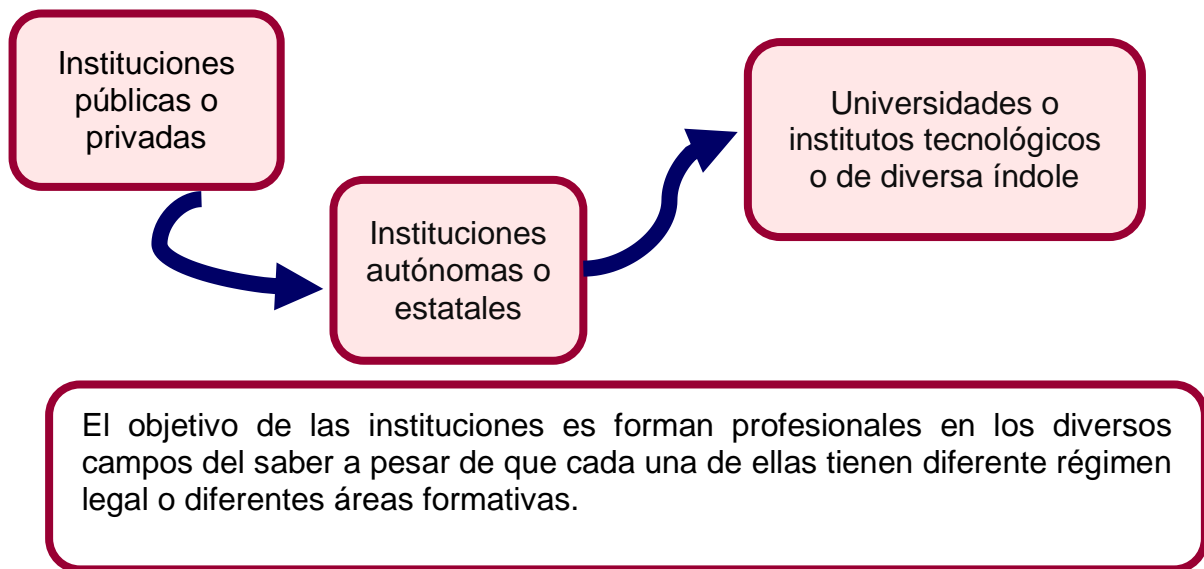 Instituciones
públicas o
privadas
Instituciones
autónomas o
estatales
Universidades o
institutos tecnológicos
o de diversa índole
El objetivo de las instituciones es forman profesionales en los diversos
campos del saber a pesar de que cada una de ellas tienen diferente régimen
legal o diferentes áreas formativas.